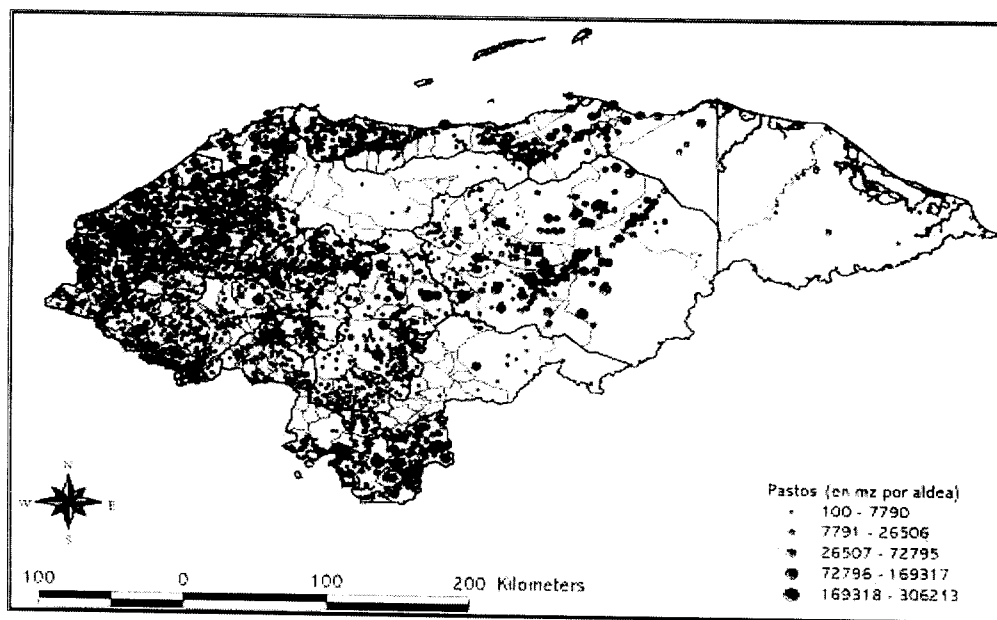 N
W E
S
100 0 100 200 Kilometers
Pastos (en mz por aldea)
100 - 7790
7791 - 26506
26507 - 72795
72796 - 169317
169318 - 306213